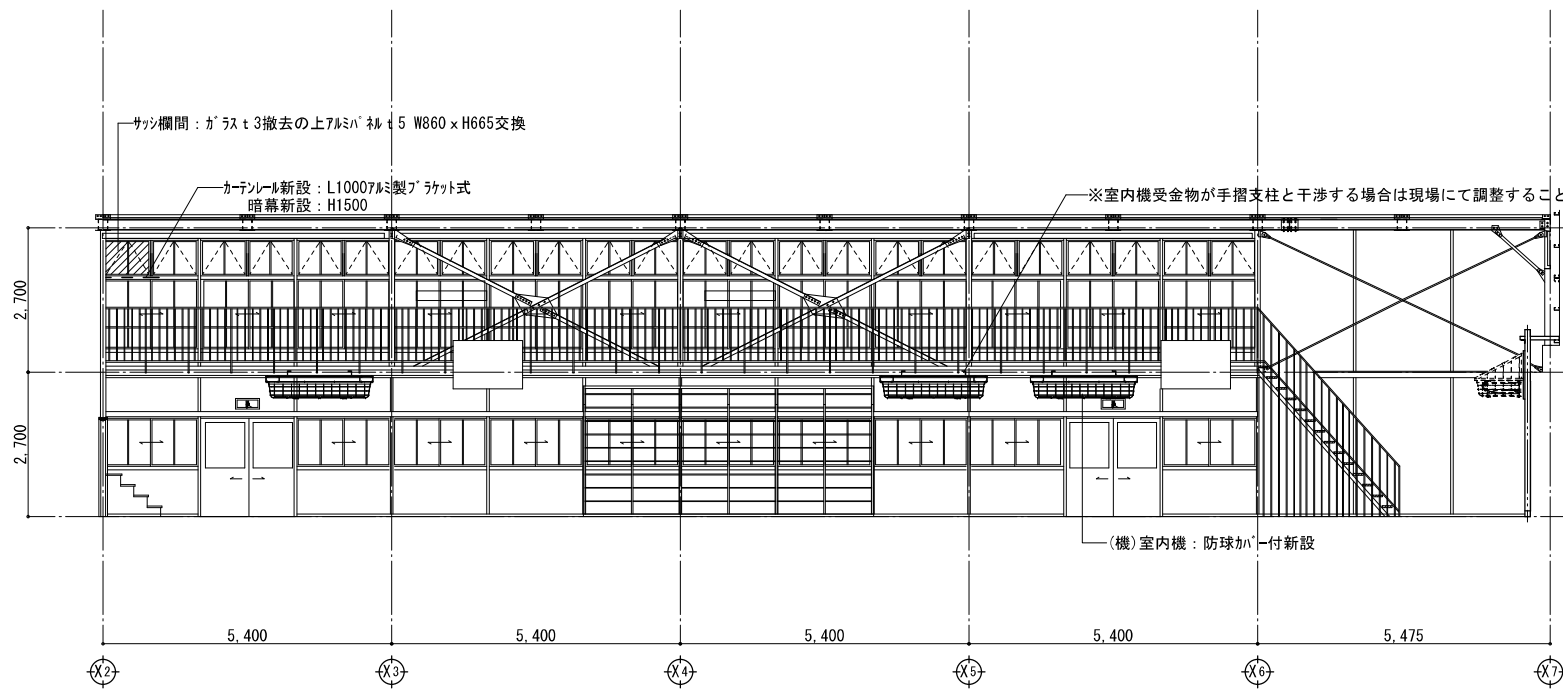 サッシ欄間：ガラスt3撤去の上アルミパネルt5 W860×H665交換
カーテンレール新設：L1000アルミ製ブラケット式
暗幕新設：H1500
※室内機受金物が手摺支柱と干渉する場合は現場にて調整すること
2,700
2,700
(機)室内機：防球カバー付新設
5,400
5,400
5,400
5,400
5,475
X2
X3
X4
X5
X6
X7